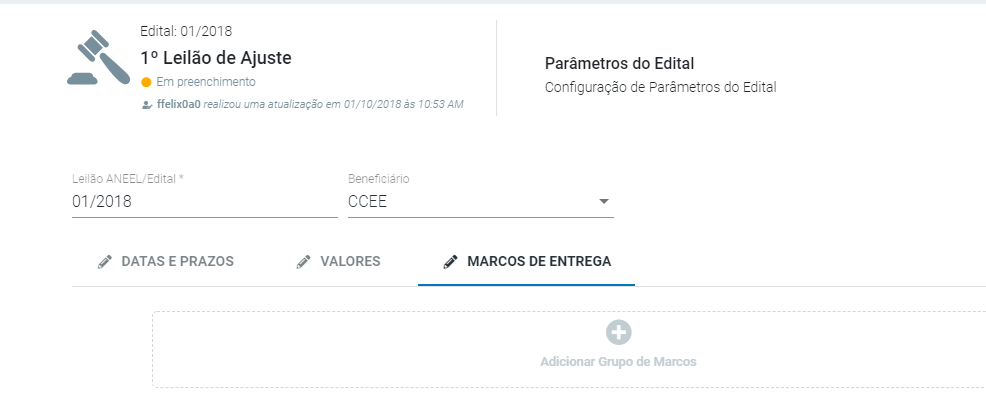 Edital: 01/2018
1º Leilão de Ajuste
Em preenchimento
ffelix0a0 realizou uma atualização em 01/10/2018 às 10:53 AM
Parâmetros do Edital
Configuração de Parâmetros do Edital
Leilão ANEEL/Edital *
01/2018
Beneficiário
CCEE
DATAS E PRAZOS
VALORES
MARCOS DE ENTREGA
Adicionar Grupo de Marcos